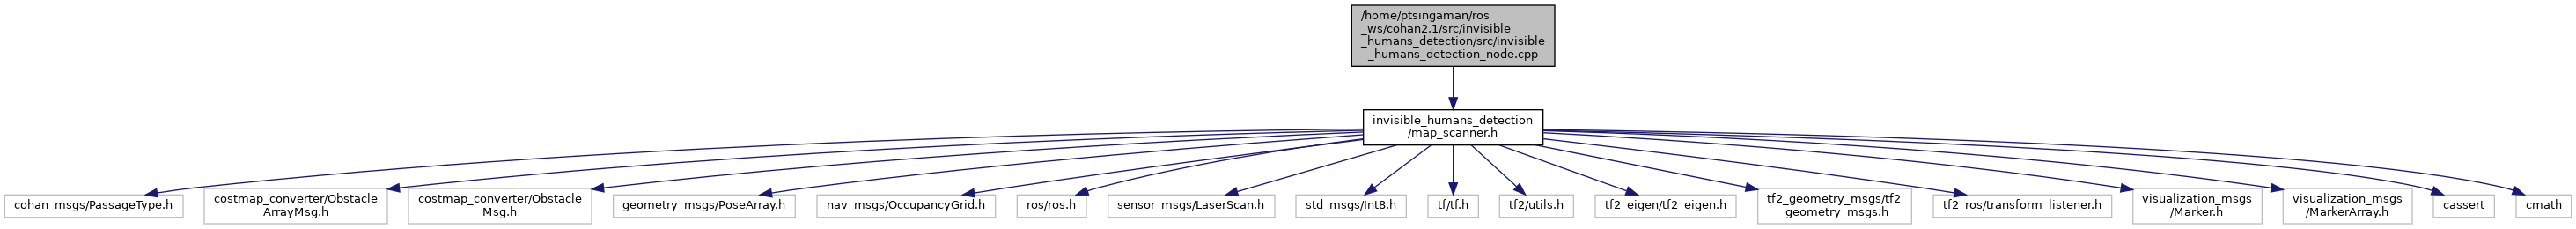 /home/ptsingaman/ros
_ws/cohan2.1/src/invisible
_humans_detection/src/invisible
_humans_detection_node.cpp
invisible_humans_detection
/map_scanner.h
cohan_msgs/PassageType.h
costmap_converter/Obstacle
ArrayMsg.h
costmap_converter/Obstacle
Msg.h
geometry_msgs/PoseArray.h
nav_msgs/OccupancyGrid.h
ros/ros.h
sensor_msgs/LaserScan.h
std_msgs/Int8.h
tf/tf.h
tf2/utils.h
tf2_eigen/tf2_eigen.h
tf2_geometry_msgs/tf2
_geometry_msgs.h
tf2_ros/transform_listener.h
visualization_msgs
/Marker.h
visualization_msgs
/MarkerArray.h
cassert
cmath